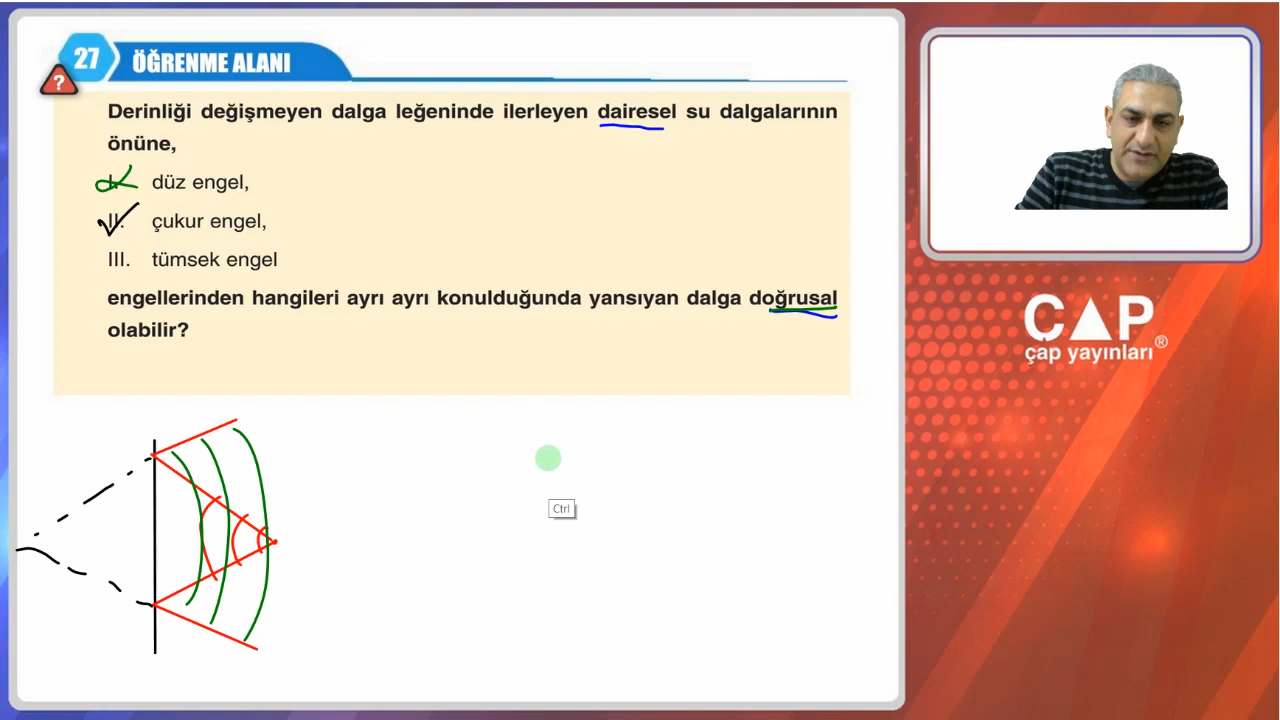 27 ÖĞRENME ALANI
?
Derinliği değişmeyen dalga leğeninde ilerleyen dairesel su dalgalarının
önüne,
I. düz engel,
II. çukur engel,
III. tümsek engel
engellerinden hangileri ayrı ayrı konulduğunda yansıyan dalga doğrusal
olabilir?
Ctrl
ÇAP
çap yayınları®